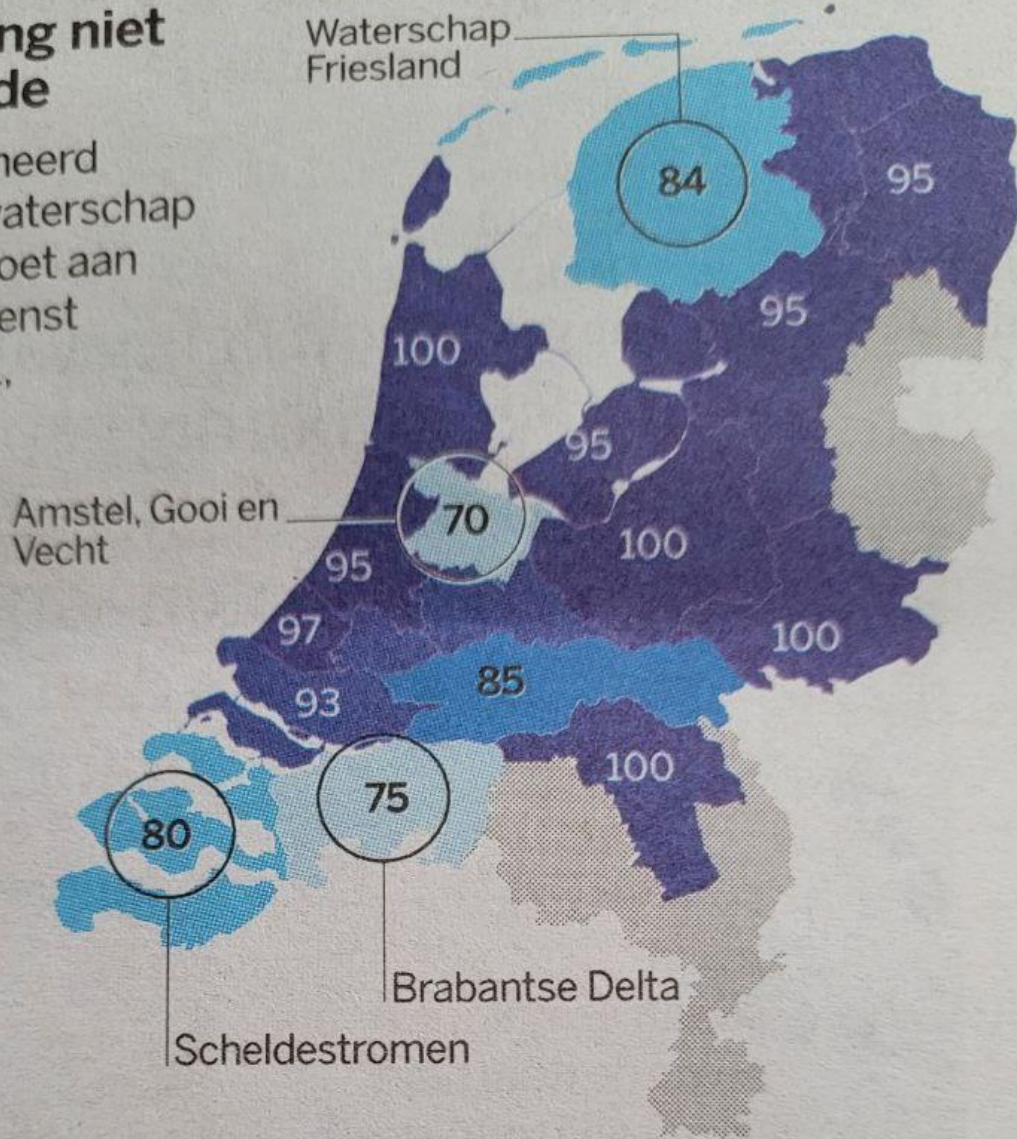 ng niet
de
neerd
aterschap
oet aan
enst
Waterschap
Friesland
84
95
95
100
95
Amstel, Gooi en
Vecht
70
100
95
97
100
85
93
100
75
80
Brabantse Delta
Scheldestromen